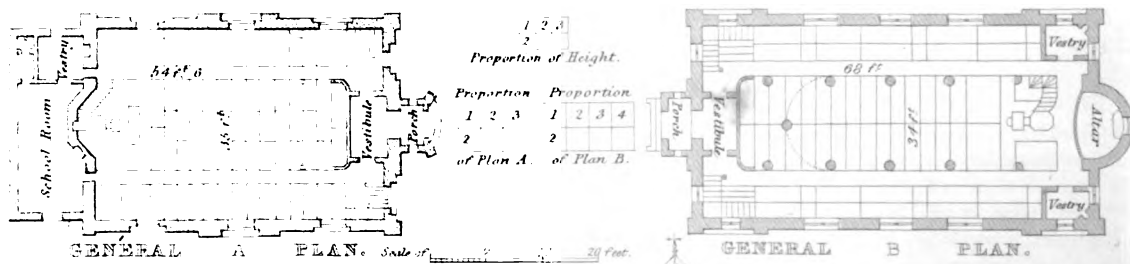 School Room
Vestry
54 ft 6
Vestibule
Porch
GENERAL A PLAN.
1 2 3
2
Proportion of Height.
Proportion Proportion
1 2 3 1 2 3 4
2 2
of Plan A. of Plan B.
Scale of 20 feet.
Porch
Vestibule
68 ft
34 ft
Vestry
Altar
Vestry
GENERAL B PLAN.